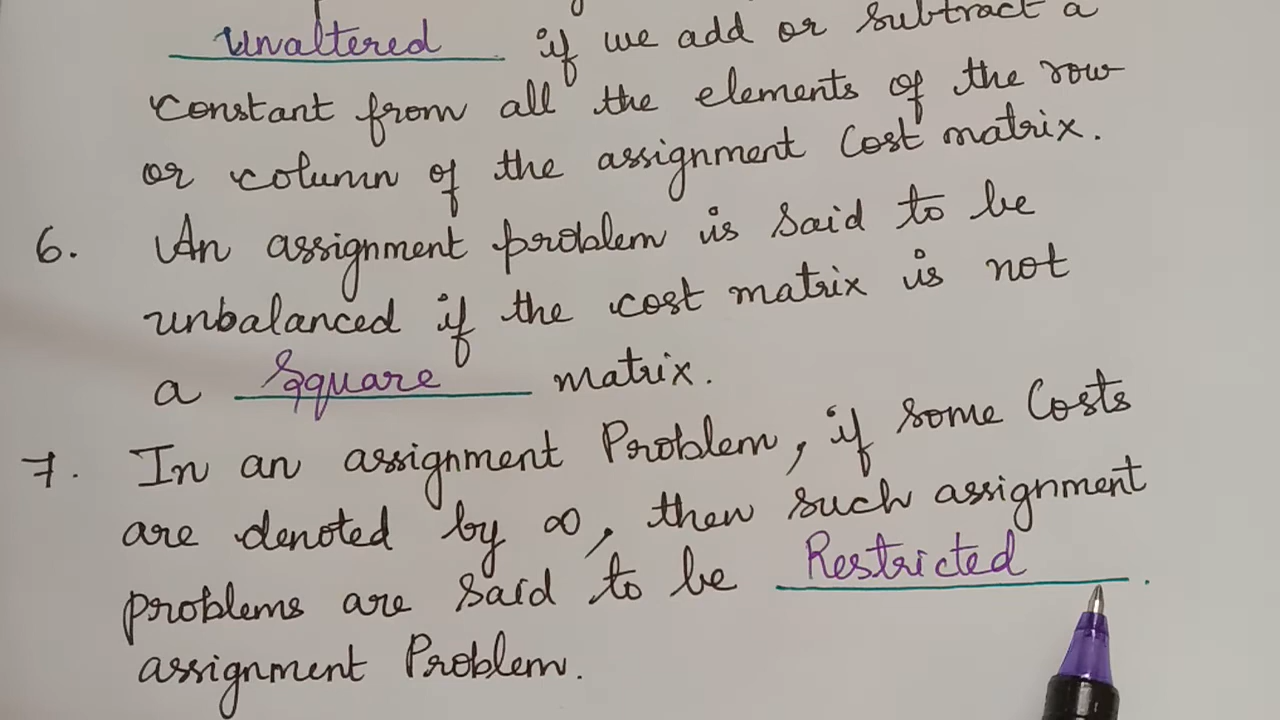 Unaltered if we add or subtract a
Constant from all the elements of the row
or column of the assignment Cost matrix.
6. An assignment problem is said to be
unbalanced if the cost matrix is not
a Square matrix.
7. In an assignment Problem, if some Costs
are denoted by ∞, then such assignment
problems are said to be Restricted.
assignment Problem.